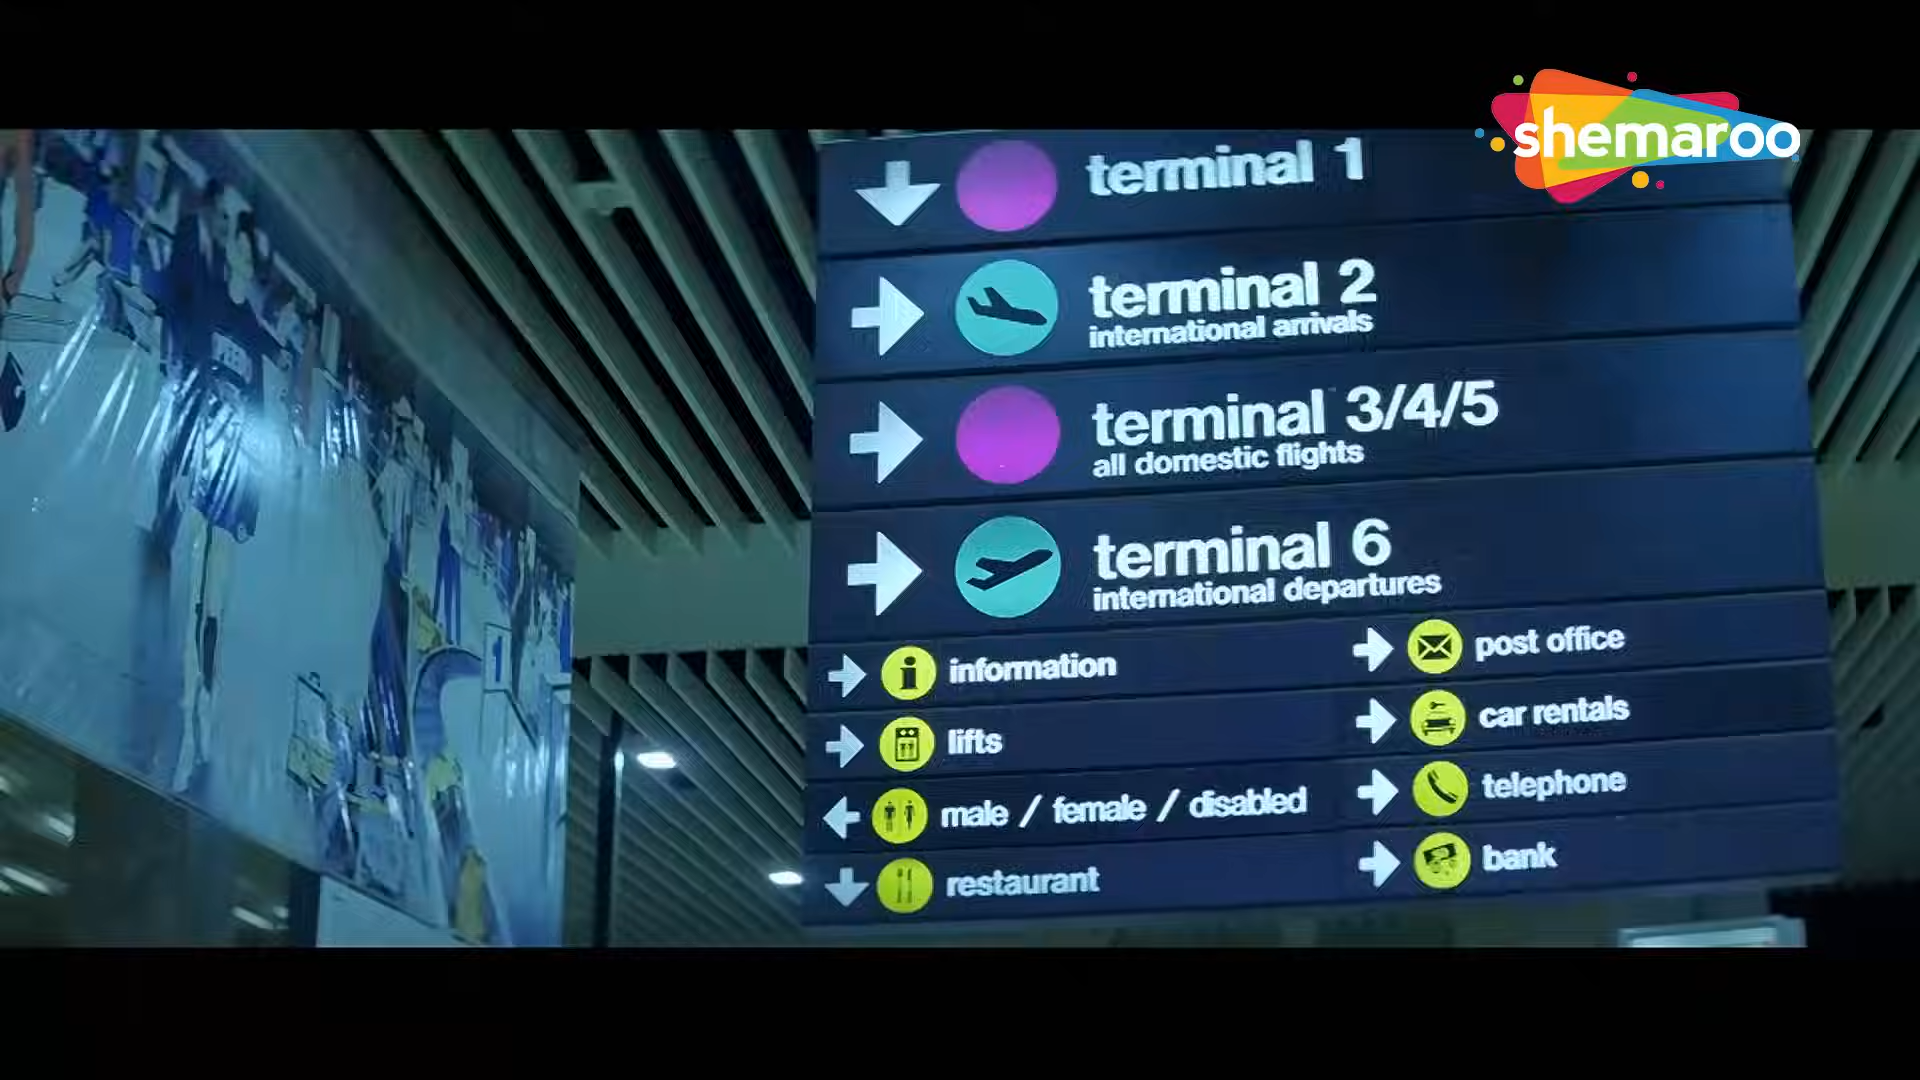 shemaroo
terminal 1
terminal 2
international arrivals
terminal 3/4/5
all domestic flights
terminal 6
international departures
information
post office
lifts
car rentals
male / female / disabled
telephone
restaurant
bank